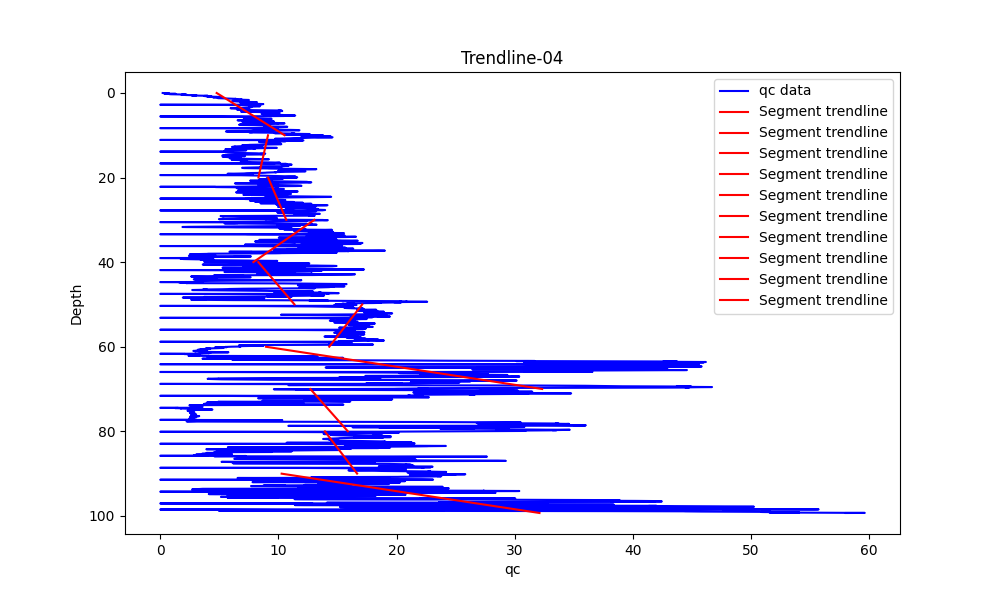 Trendline-04
qc data
Segment trendline
Segment trendline
Segment trendline
Segment trendline
Segment trendline
Segment trendline
Segment trendline
Segment trendline
Segment trendline
Segment trendline
Depth
0
20
40
60
80
100
0 10 20 30 40 50 60
qc